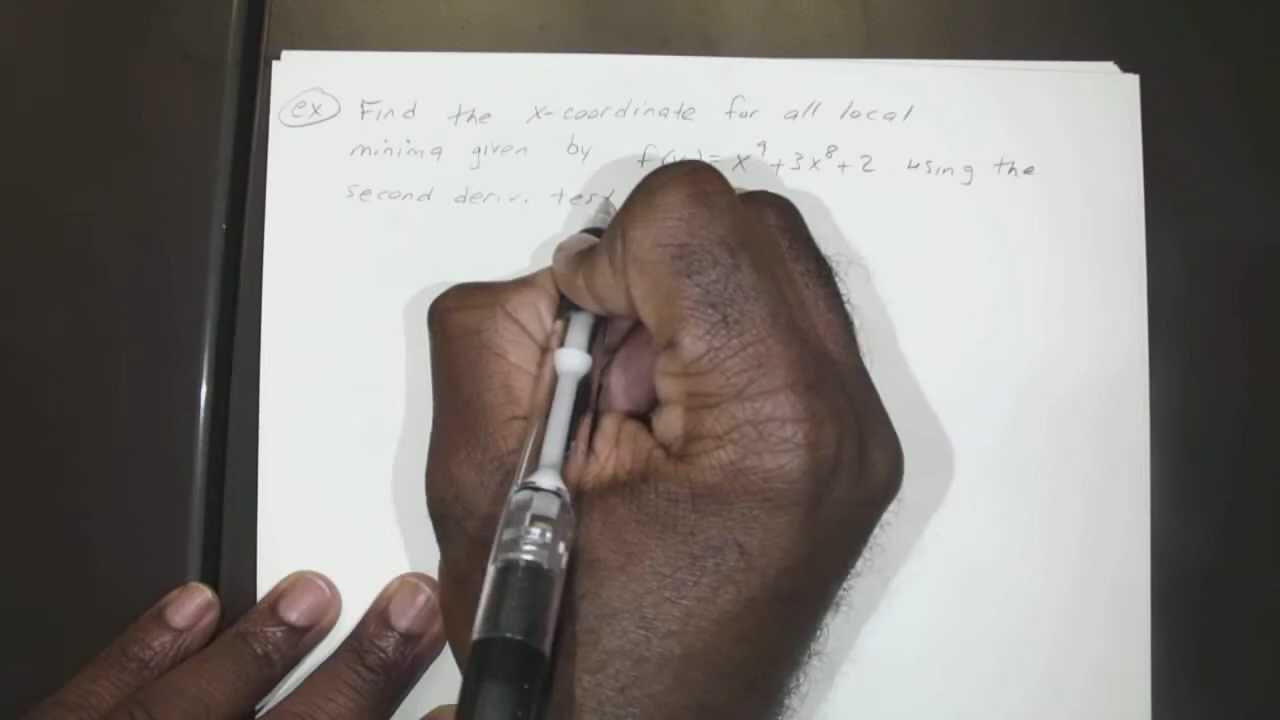 ex Find the x-coordinate for all local
minima given by f(x)= x⁹+3x⁸+2 using the
second deriv. test